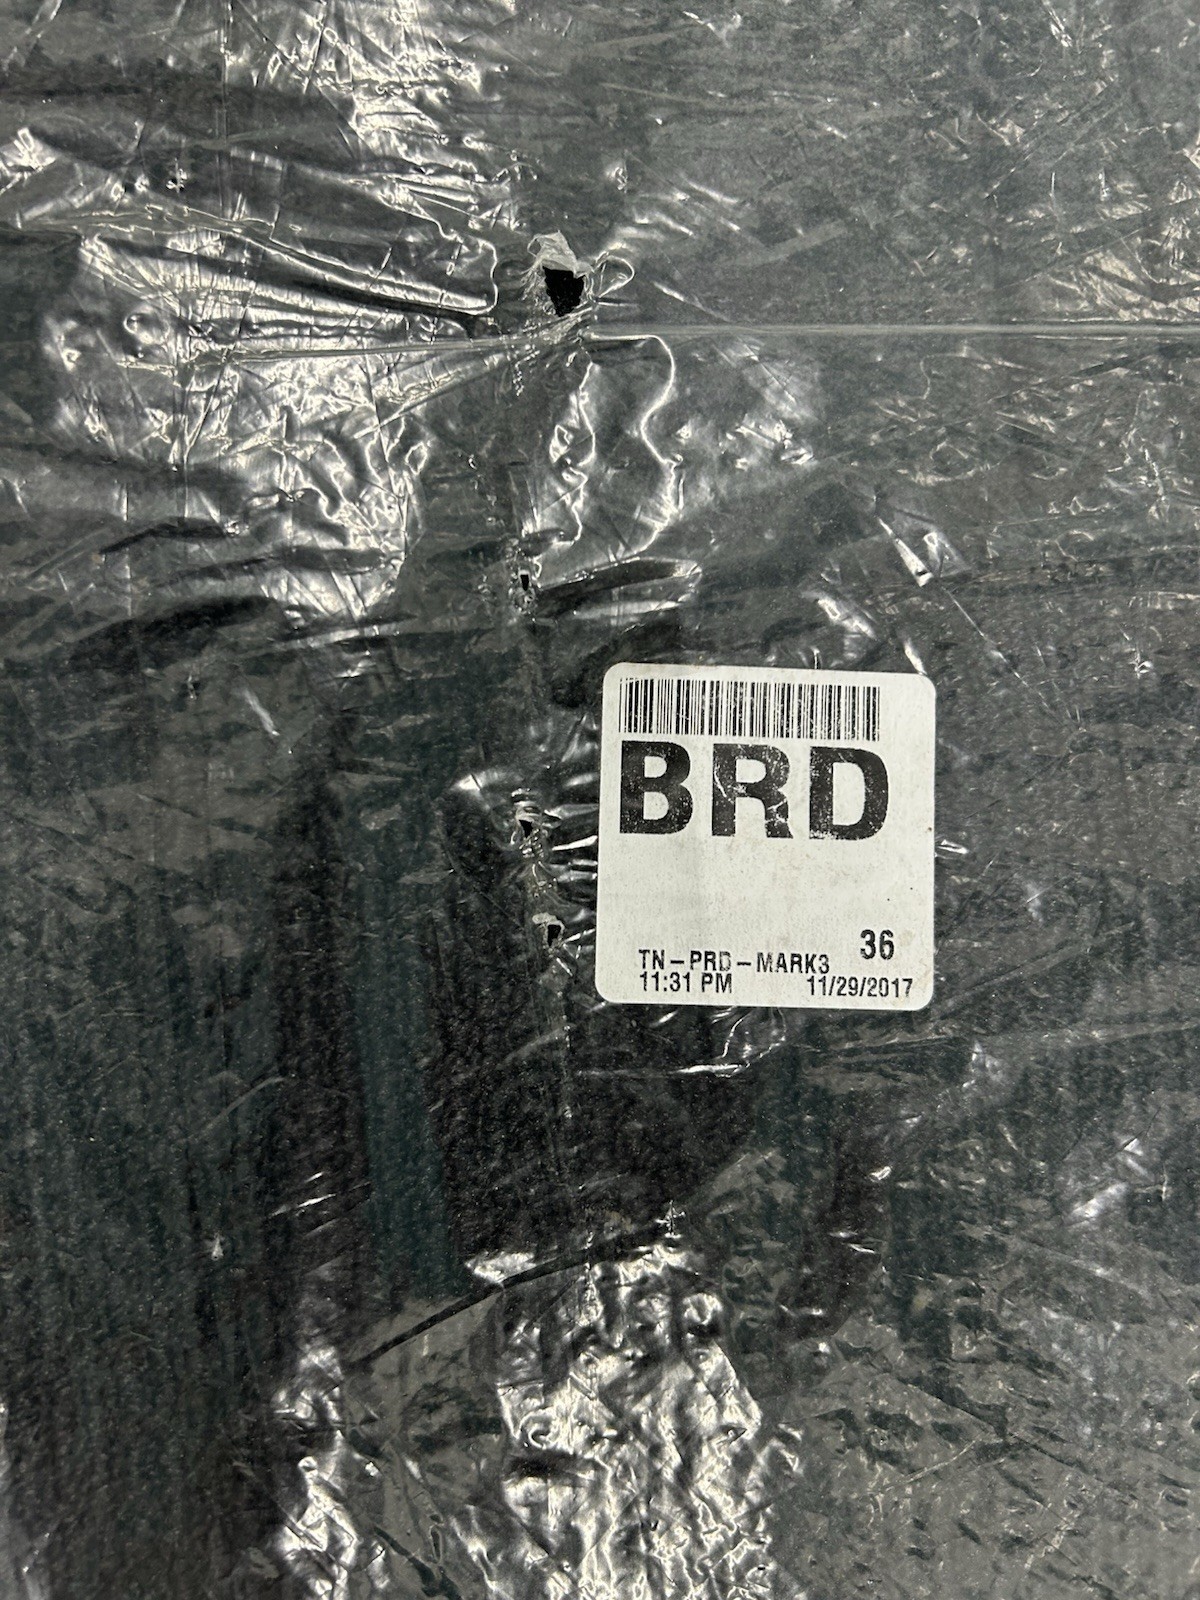 BRD
36
TN-PRD-MARK3
11:31 PM 11/29/2017